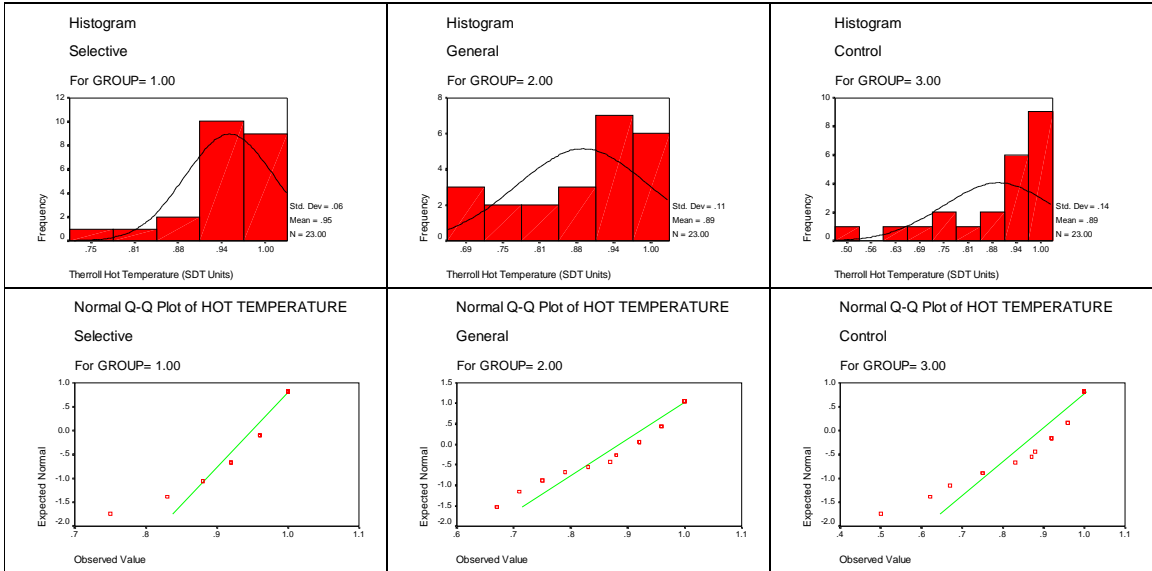 Histogram
Selective
For GROUP= 1.00
12
10
8
6
4
2
0
Frequency
.75
.81
.88
.94
1.00
Std. Dev = .06
Mean = .95
N = 23.00
Therroll Hot Temperature (SDT Units)
Histogram
General
For GROUP= 2.00
8
6
4
2
0
Frequency
.69
.75
.81
.88
.94
1.00
Std. Dev = .11
Mean = .89
N = 23.00
Therroll Hot Temperature (SDT Units)
Histogram
Control
For GROUP= 3.00
10
8
6
4
2
0
Frequency
.50
.56
.63
.69
.75
.81
.88
.94
1.00
Std. Dev = .14
Mean = .89
N = 23.00
Therroll Hot Temperature (SDT Units)
Normal Q-Q Plot of HOT TEMPERATURE
Selective
For GROUP= 1.00
1.0
.5
0.0
-.5
-1.0
-1.5
-2.0
Expected Normal
.7
.8
.9
1.0
1.1
Observed Value
Normal Q-Q Plot of HOT TEMPERATURE
General
For GROUP= 2.00
1.5
1.0
.5
0.0
-.5
-1.0
-1.5
-2.0
Expected Normal
.6
.7
.8
.9
1.0
1.1
Observed Value
Normal Q-Q Plot of HOT TEMPERATURE
Control
For GROUP= 3.00
1.0
.5
0.0
-.5
-1.0
-1.5
-2.0
Expected Normal
.4
.5
.6
.7
.8
.9
1.0
1.1
Observed Value